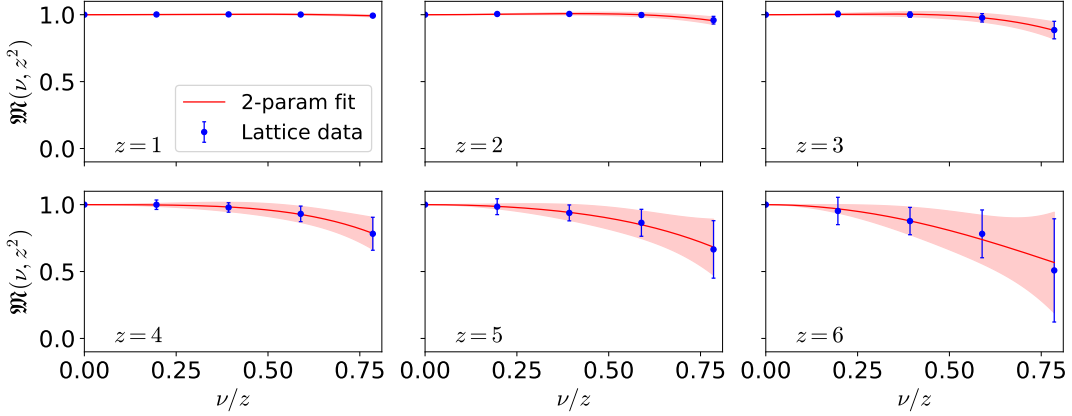 𝔐(ν, z²)
1.0
0.5
0.0
2-param fit
Lattice data
z = 1
z = 2
z = 3
𝔐(ν, z²)
1.0
0.5
0.0
z = 4
z = 5
z = 6
0.00 0.25 0.50 0.75
0.00 0.25 0.50 0.75
0.00 0.25 0.50 0.75
ν/z
ν/z
ν/z